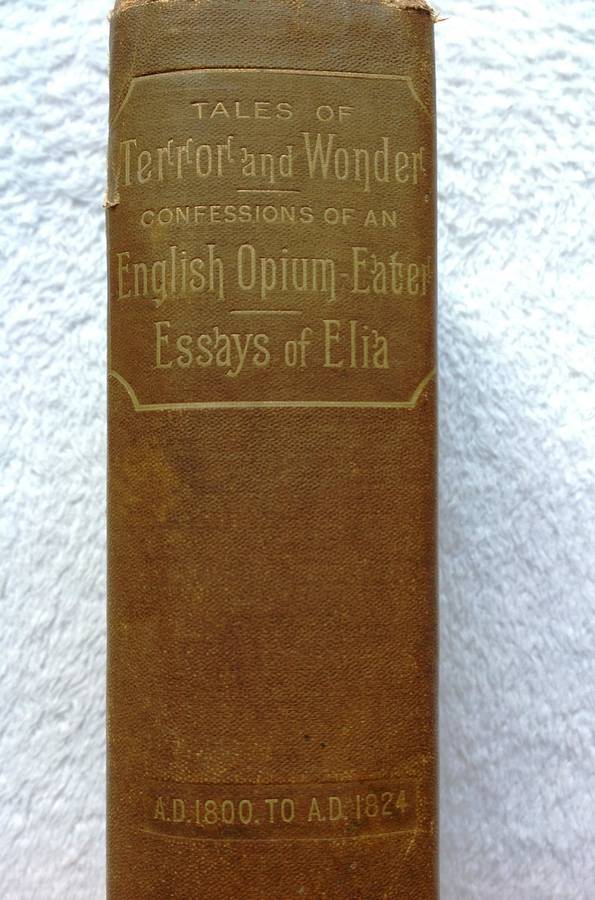 TALES OF
Terror and Wonder
CONFESSIONS OF AN
English Opium-Eater
Essays of Elia
A.D. 1800. TO A.D. 1824